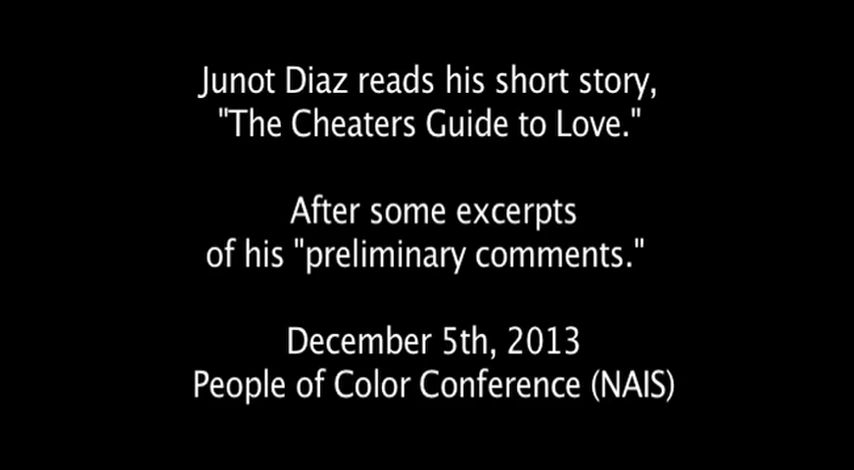 Junot Diaz reads his short story,
"The Cheaters Guide to Love."
After some excerpts
of his "preliminary comments."
December 5th, 2013
People of Color Conference (NAIS)